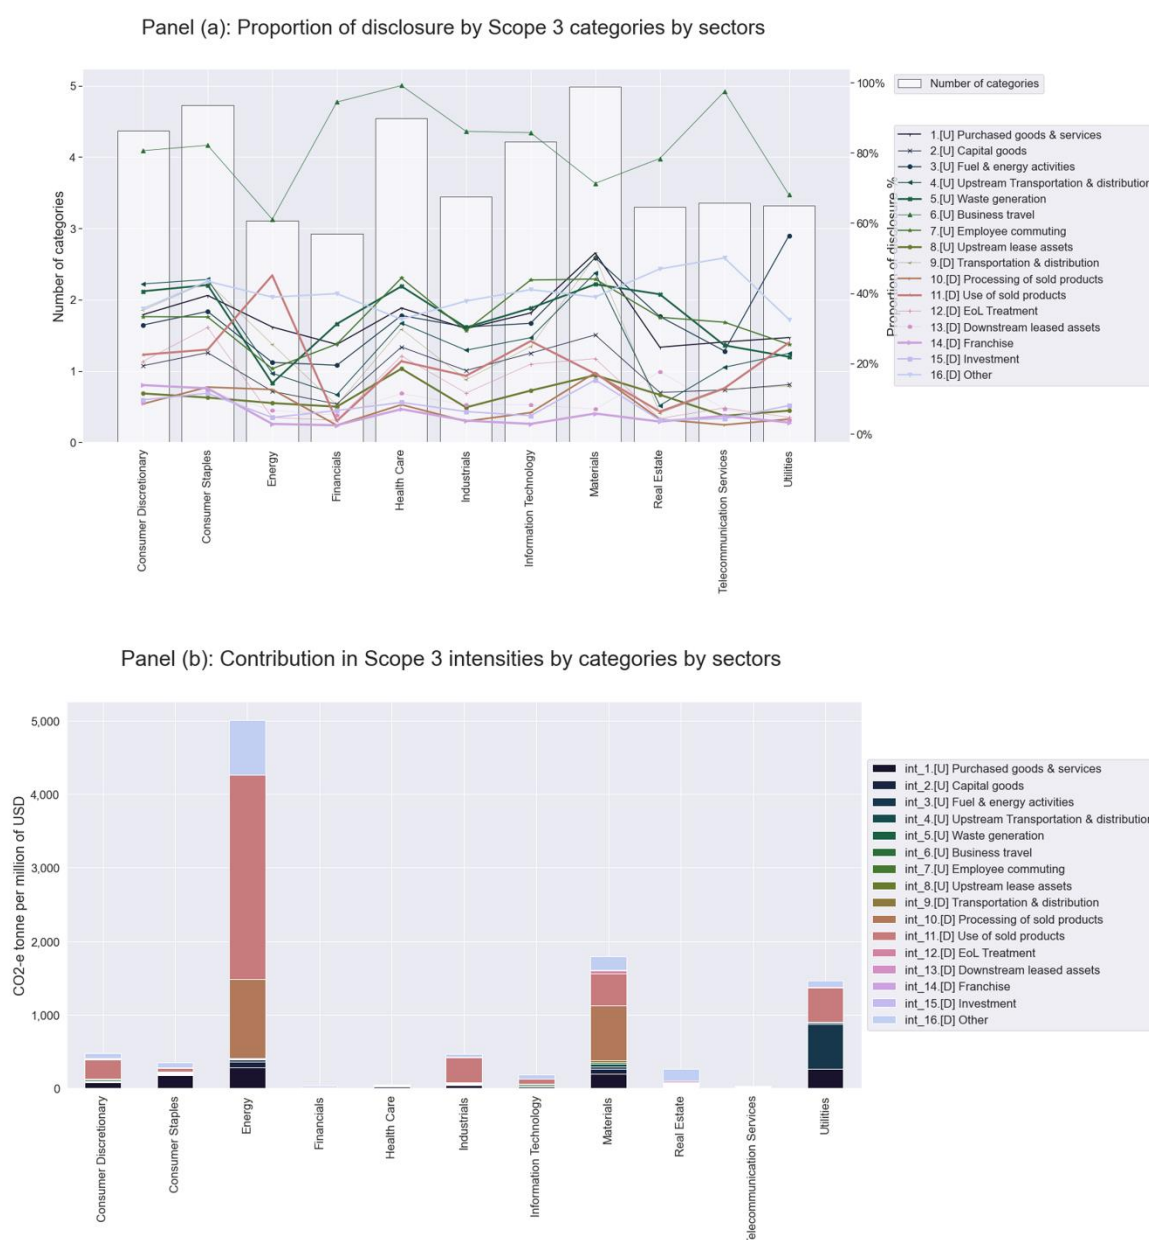 Panel (a): Proportion of disclosure by Scope 3 categories by sectors
Number of categories
5
4
3
2
1
0
100%
80%
60%
40%
20%
0%
Proportion of disclosure %
Number of categories
1.[U] Purchased goods & services
2.[U] Capital goods
3.[U] Fuel & energy activities
4.[U] Upstream Transportation & distribution
5.[U] Waste generation
6.[U] Business travel
7.[U] Employee commuting
8.[U] Upstream lease assets
9.[D] Transportation & distribution
10.[D] Processing of sold products
11.[D] Use of sold products
12.[D] EoL Treatment
13.[D] Downstream leased assets
14.[D] Franchise
15.[D] Investment
16.[D] Other
Consumer Discretionary
Consumer Staples
Energy
Financials
Health Care
Industrials
Information Technology
Materials
Real Estate
Telecommunication Services
Utilities
Panel (b): Contribution in Scope 3 intensities by categories by sectors
CO2-e tonne per million of USD
5,000
4,000
3,000
2,000
1,000
0
int_1.[U] Purchased goods & services
int_2.[U] Capital goods
int_3.[U] Fuel & energy activities
int_4.[U] Upstream Transportation & distribution
int_5.[U] Waste generation
int_6.[U] Business travel
int_7.[U] Employee commuting
int_8.[U] Upstream lease assets
int_9.[D] Transportation & distribution
int_10.[D] Processing of sold products
int_11.[D] Use of sold products
int_12.[D] EoL Treatment
int_13.[D] Downstream leased assets
int_14.[D] Franchise
int_15.[D] Investment
int_16.[D] Other
Consumer Discretionary
Consumer Staples
Energy
Financials
Health Care
Industrials
Information Technology
Materials
Real Estate
elecommunication Services
Utilities